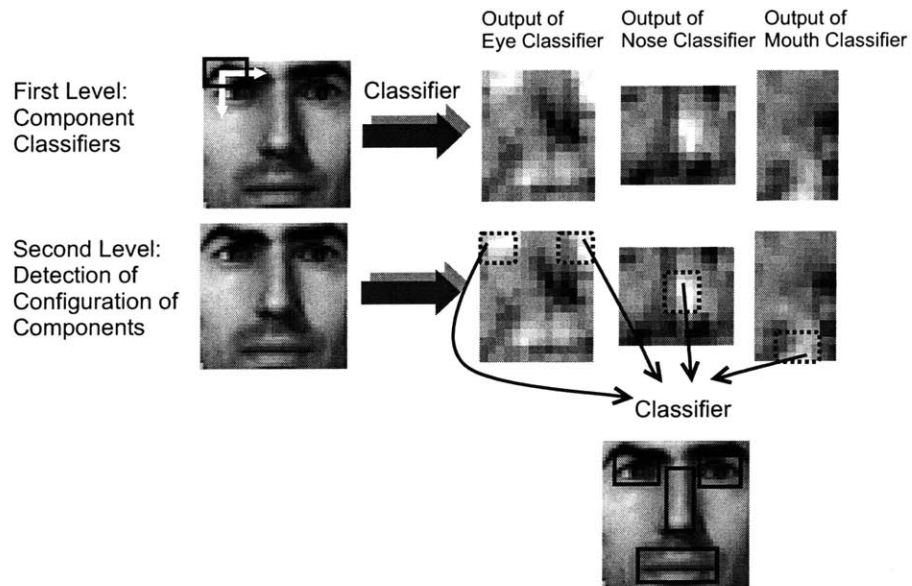 Output of
Eye Classifier
Output of
Nose Classifier
Output of
Mouth Classifier
First Level:
Component
Classifiers
Classifier
Second Level:
Detection of
Configuration of
Components
Classifier